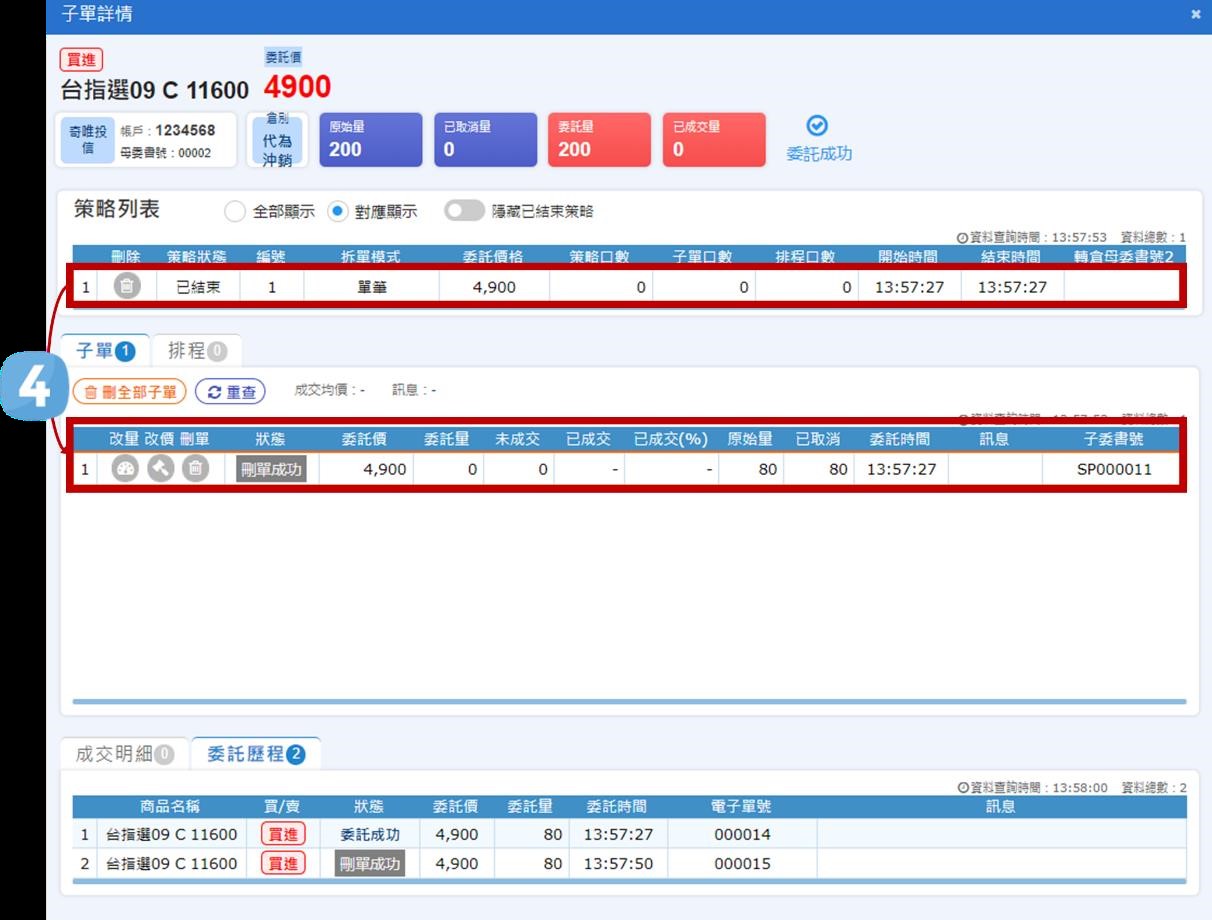 子單詳情 ×
買進 委託價
台指選09 C 11600 4900
奇唯投信 帳戶：1234568 母委書號：00002
倉別 代為沖銷
原始量 200
已取消量 0
委託量 200
已成交量 0
委託成功
策略列表 全部顯示 對應顯示 隱藏已結束策略
資料查詢時間：13:57:53 資料總數：1
刪除 策略狀態 編號 拆單模式 委託價格 策略口數 子單口數 排程口數 開始時間 結束時間 轉倉母委書號2
1 已結束 1 單筆 4,900 0 0 0 13:57:27 13:57:27
子單 1 排程 0
4
刪全部子單 重查 成交均價：- 訊息：-
改量 改價 刪單 狀態 委託價 委託量 未成交 已成交 已成交(%) 原始量 已取消 委託時間 訊息 子委書號
1 刪單成功 4,900 0 0 - - 80 80 13:57:27 SP000011
成交明細 0 委託歷程 2
資料查詢時間：13:58:00 資料總數：2
商品名稱 買/賣 狀態 委託價 委託量 委託時間 電子單號 訊息
1 台指選09 C 11600 買進 委託成功 4,900 80 13:57:27 000014
2 台指選09 C 11600 買進 刪單成功 4,900 80 13:57:50 000015